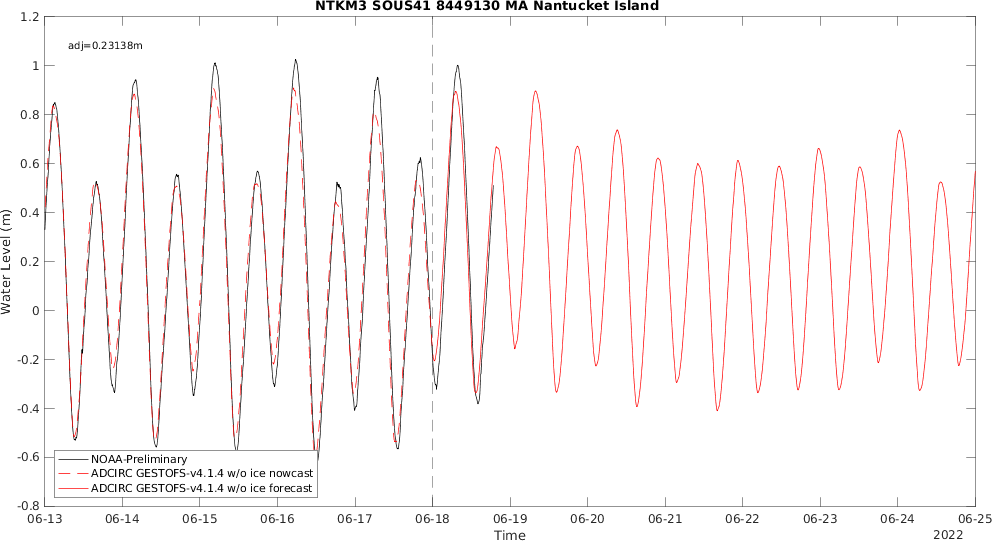 NTKM3 SOUS41 8449130 MA Nantucket Island
adj=0.23138m
1.2
1
0.8
0.6
0.4
0.2
0
-0.2
-0.4
-0.6
-0.8
Water Level (m)
NOAA-Preliminary
ADCIRC GESTOFS-v4.1.4 w/o ice nowcast
ADCIRC GESTOFS-v4.1.4 w/o ice forecast
06-13 06-14 06-15 06-16 06-17 06-18 06-19 06-20 06-21 06-22 06-23 06-24 06-25
Time
2022